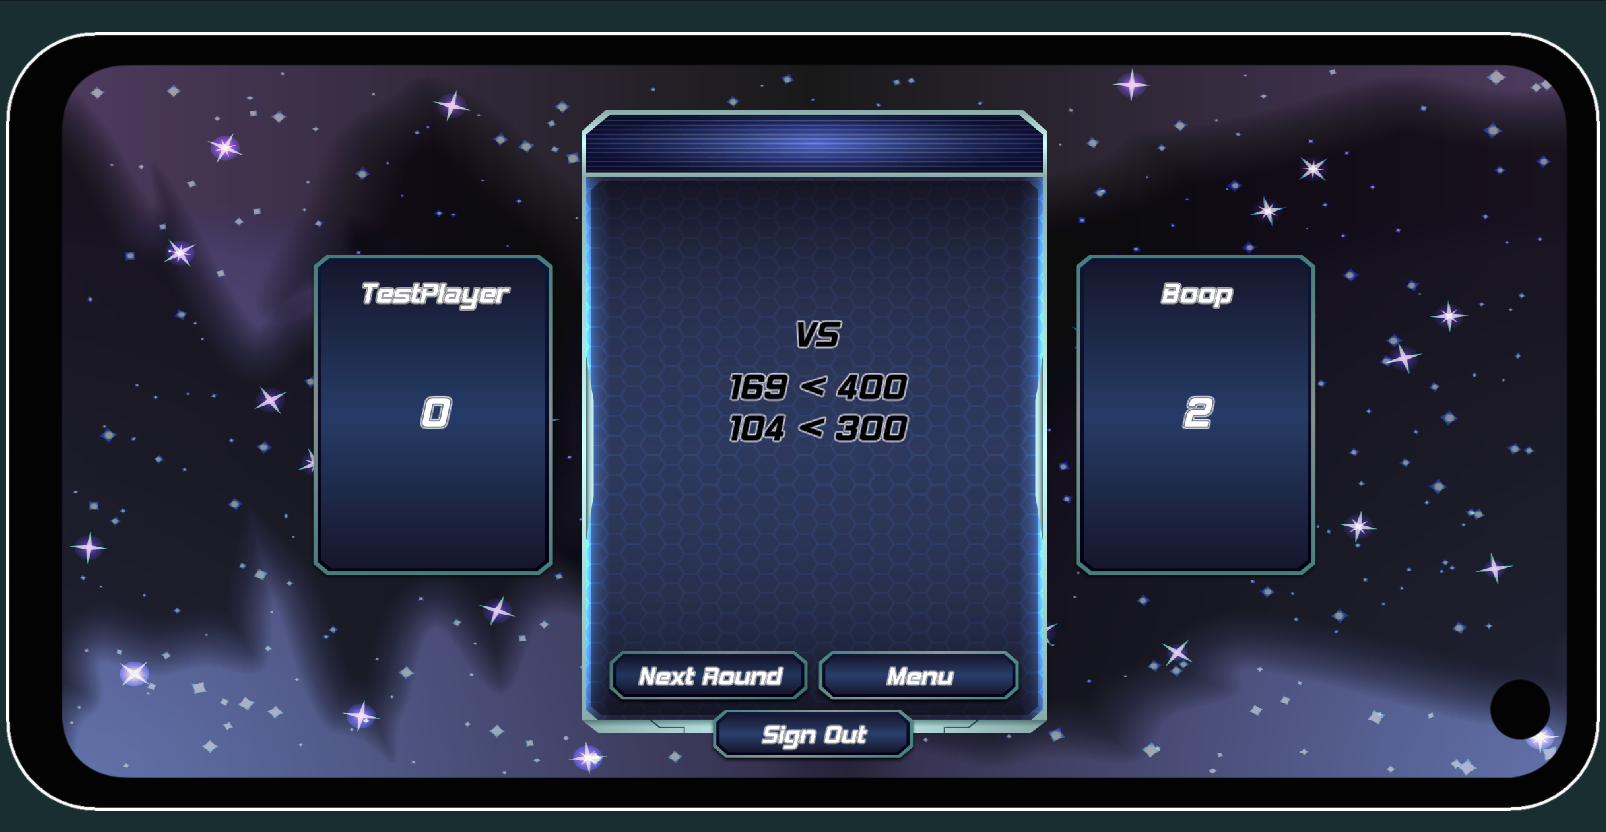 TestPlayer
0
VS
169 < 400
104 < 300
Boop
2
Next Round
Menu
Sign Out